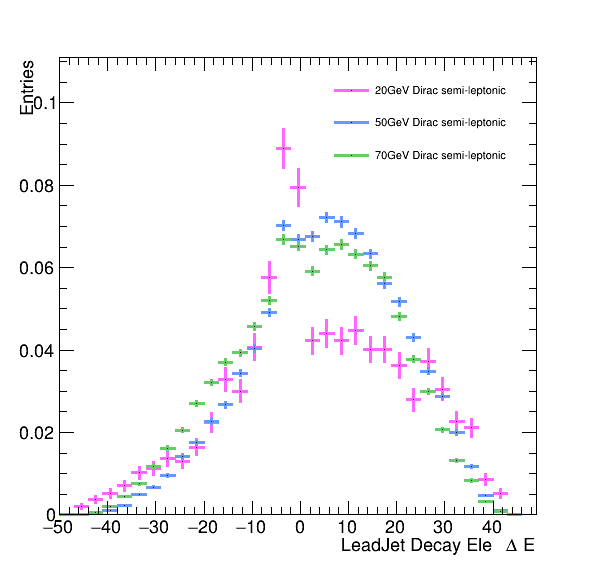 Entries
0.1
0.08
0.06
0.04
0.02
0
20GeV Dirac semi-leptonic
50GeV Dirac semi-leptonic
70GeV Dirac semi-leptonic
−50 −40 −30 −20 −10 0 10 20 30 40
LeadJet Decay Ele Δ E